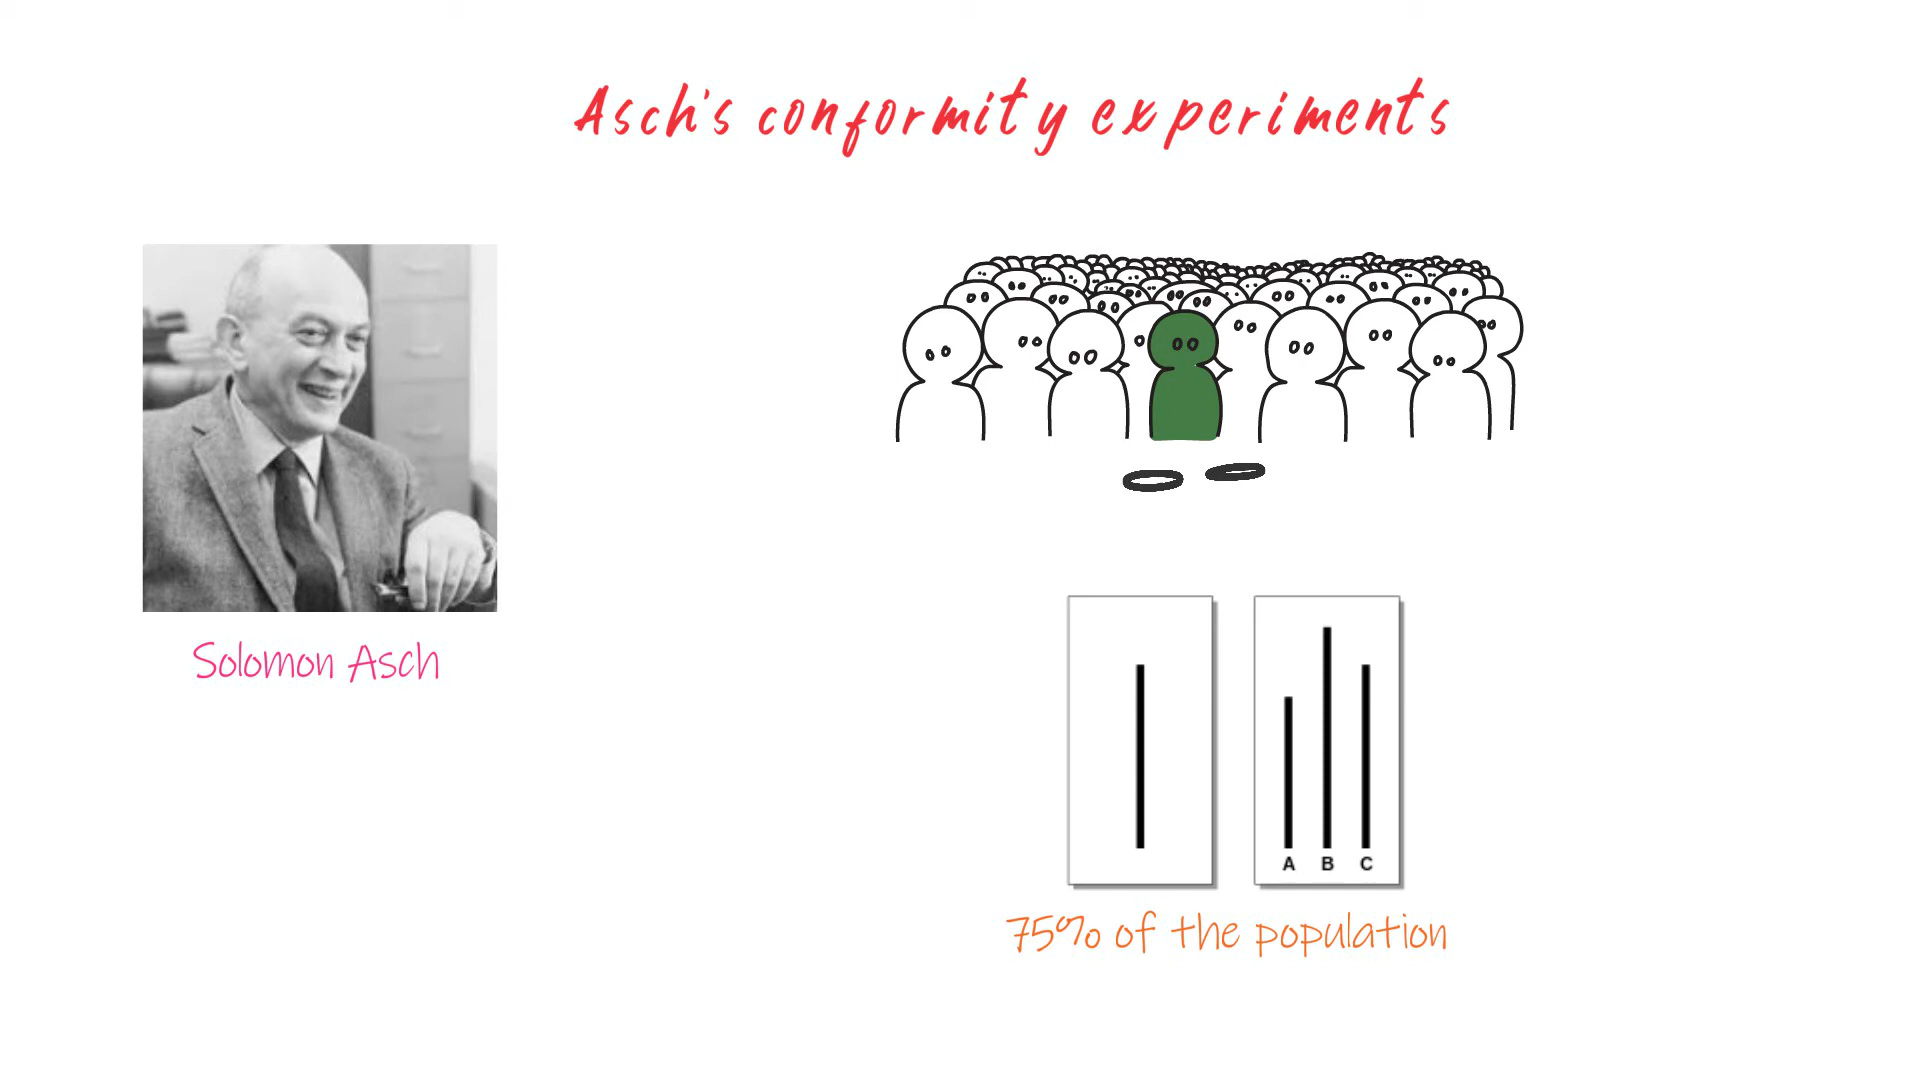 Asch's conformity experiments
Solomon Asch
A B C
75% of the population